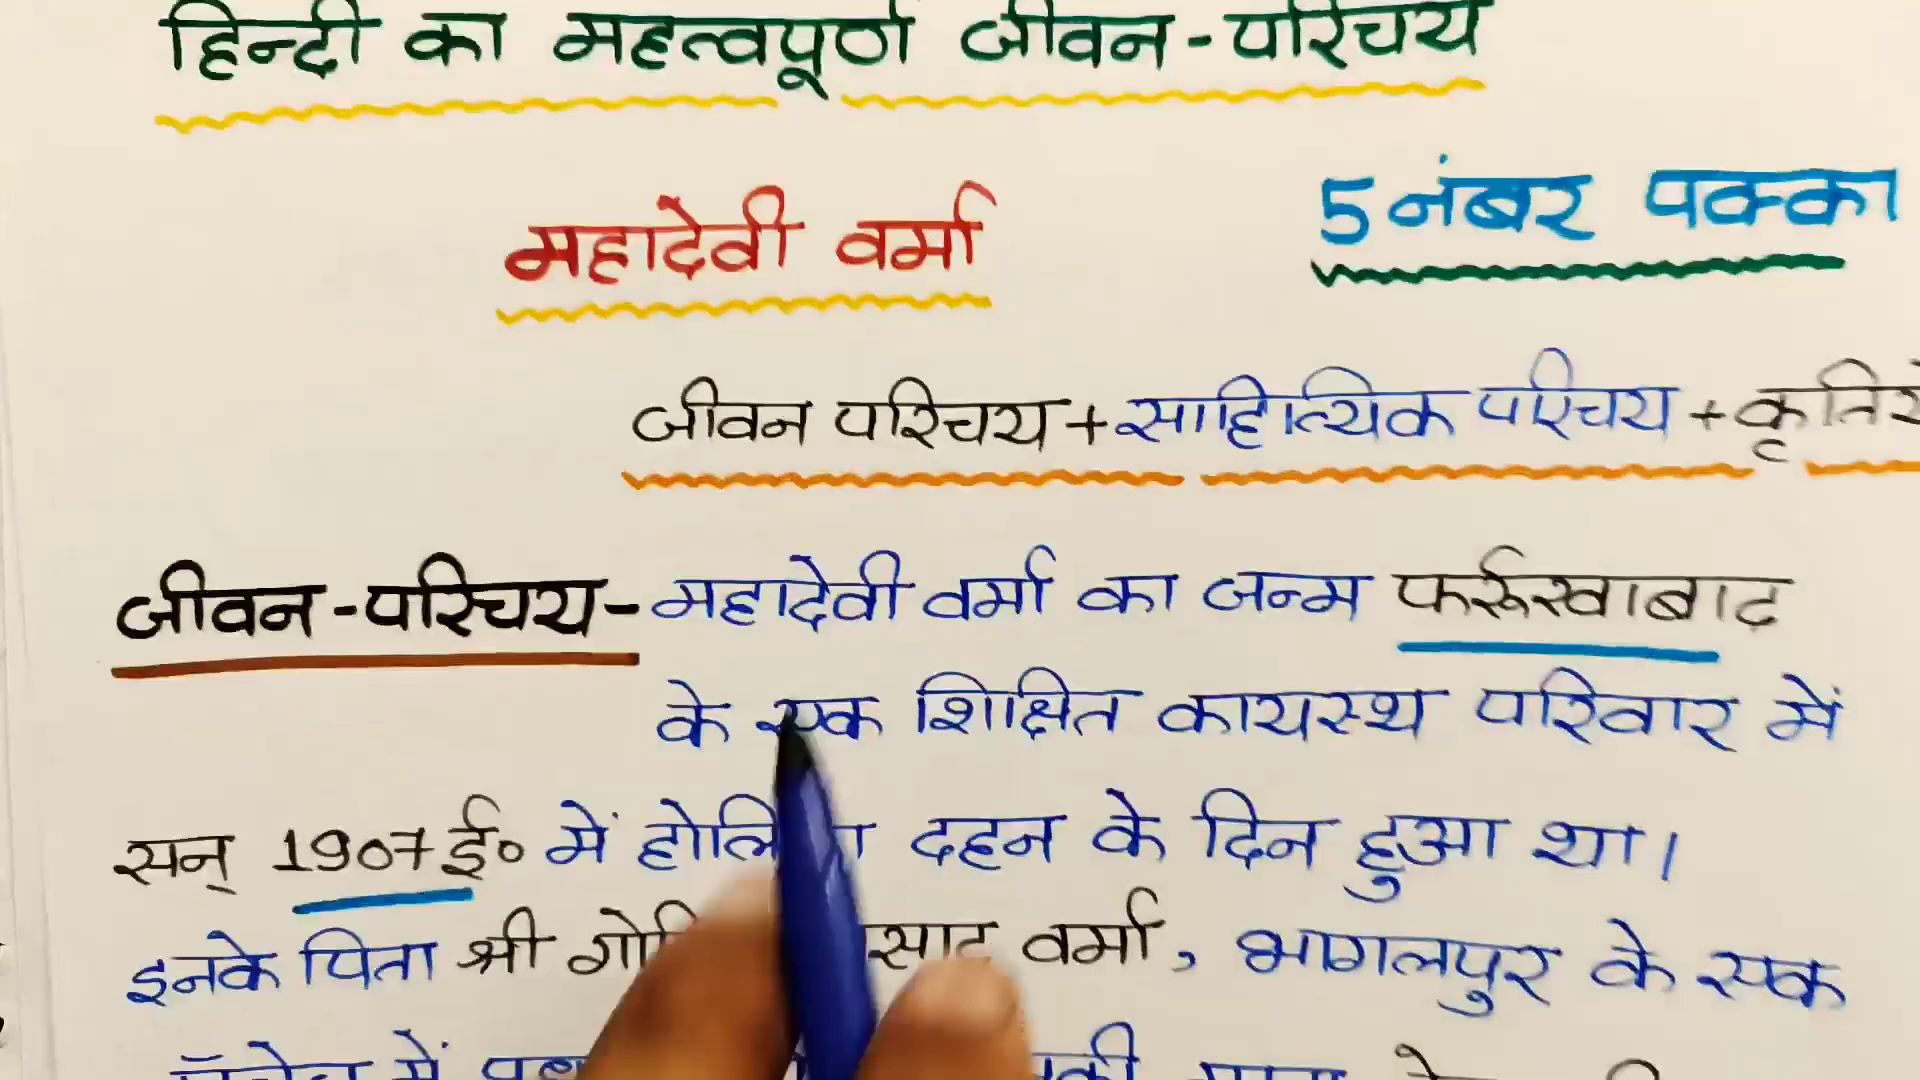 हिन्दी का महत्वपूर्ण जीवन-परिचय
महादेवी वर्मा
5 नंबर पक्का
जीवन परिचय + साहित्यिक परिचय +
जीवन-परिचय- महादेवी वर्मा का जन्म फर्रूखाबाद
के एक शिक्षित कायस्थ परिवार में
सन् 1907 ई० में दहन के दिन हुआ था।
इनके पिता श्री वर्मा, भागलपुर के एक
में